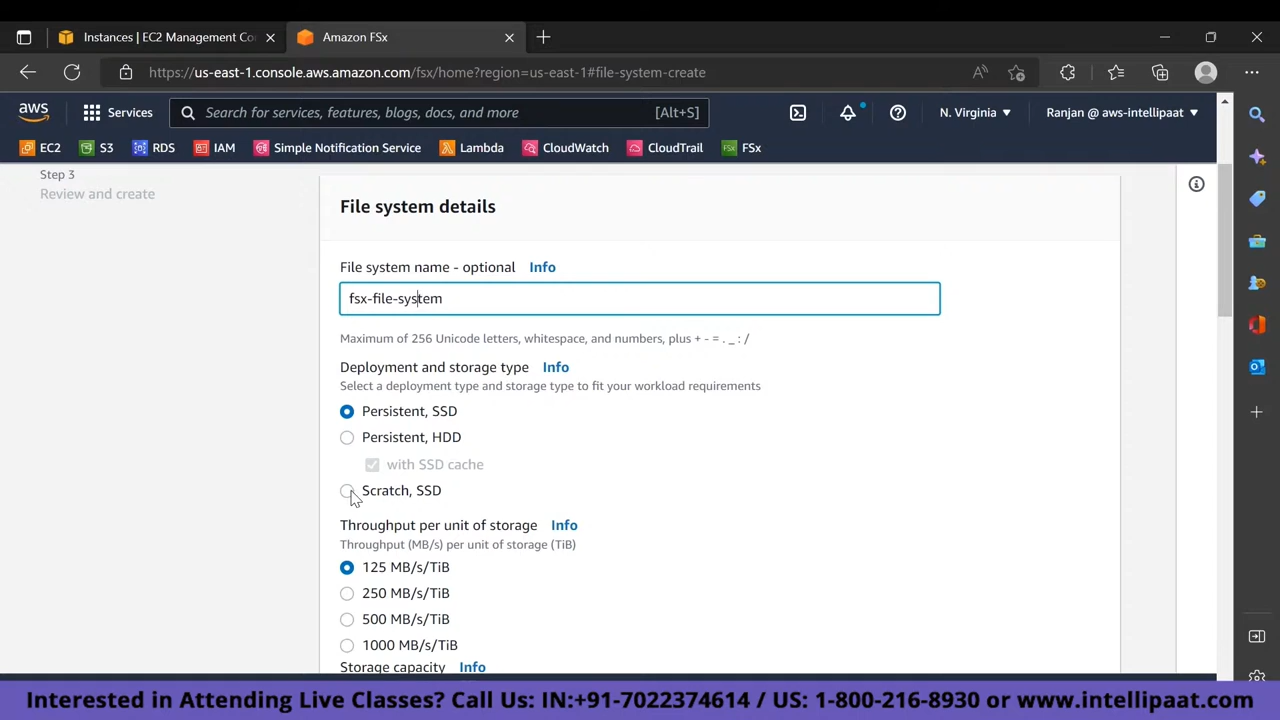 Instances | EC2 Management Co
Amazon FSx
https://us-east-1.console.aws.amazon.com/fsx/home?region=us-east-1#file-system-create
aws
Services
Search for services, features, blogs, docs, and more
[Alt+S]
N. Virginia
Ranjan @ aws-intellipaat
EC2
S3
RDS
IAM
Simple Notification Service
Lambda
CloudWatch
CloudTrail
FSx
FSx
Step 3
Review and create
File system details
File system name - optional Info
fsx-file-system
Maximum of 256 Unicode letters, whitespace, and numbers, plus + - = . _ : /
Deployment and storage type Info
Select a deployment type and storage type to fit your workload requirements
Persistent, SSD
Persistent, HDD
with SSD cache
Scratch, SSD
Throughput per unit of storage Info
Throughput (MB/s) per unit of storage (TiB)
125 MB/s/TiB
250 MB/s/TiB
500 MB/s/TiB
1000 MB/s/TiB
Storage capacity Info
Interested in Attending Live Classes? Call Us: IN:+91-7022374614 / US: 1-800-216-8930 or www.intellipaat.com